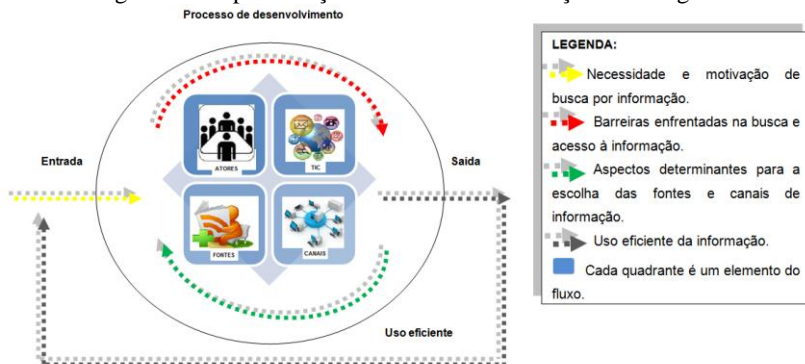 Processo de desenvolvimento
Entrada
Saída
ATORES
TIC
FONTES
CANAIS
Uso eficiente
LEGENDA:
Necessidade e motivação de
busca por informação.
Barreiras enfrentadas na busca e
acesso à informação.
Aspectos determinantes para a
escolha das fontes e canais de
informação.
Uso eficiente da informação.
Cada quadrante é um elemento do
fluxo.